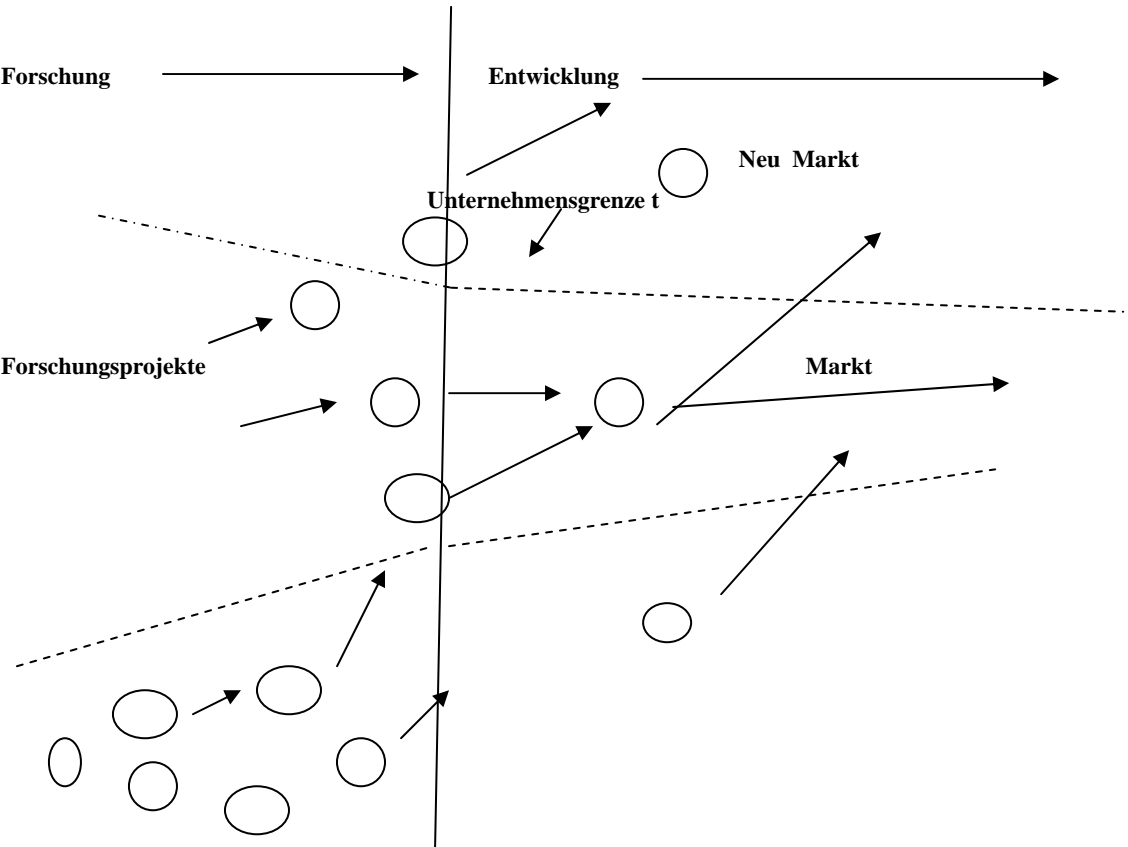 Forschung
Entwicklung
Neu Markt
Unternehmensgrenze t
Forschungsprojekte
Markt